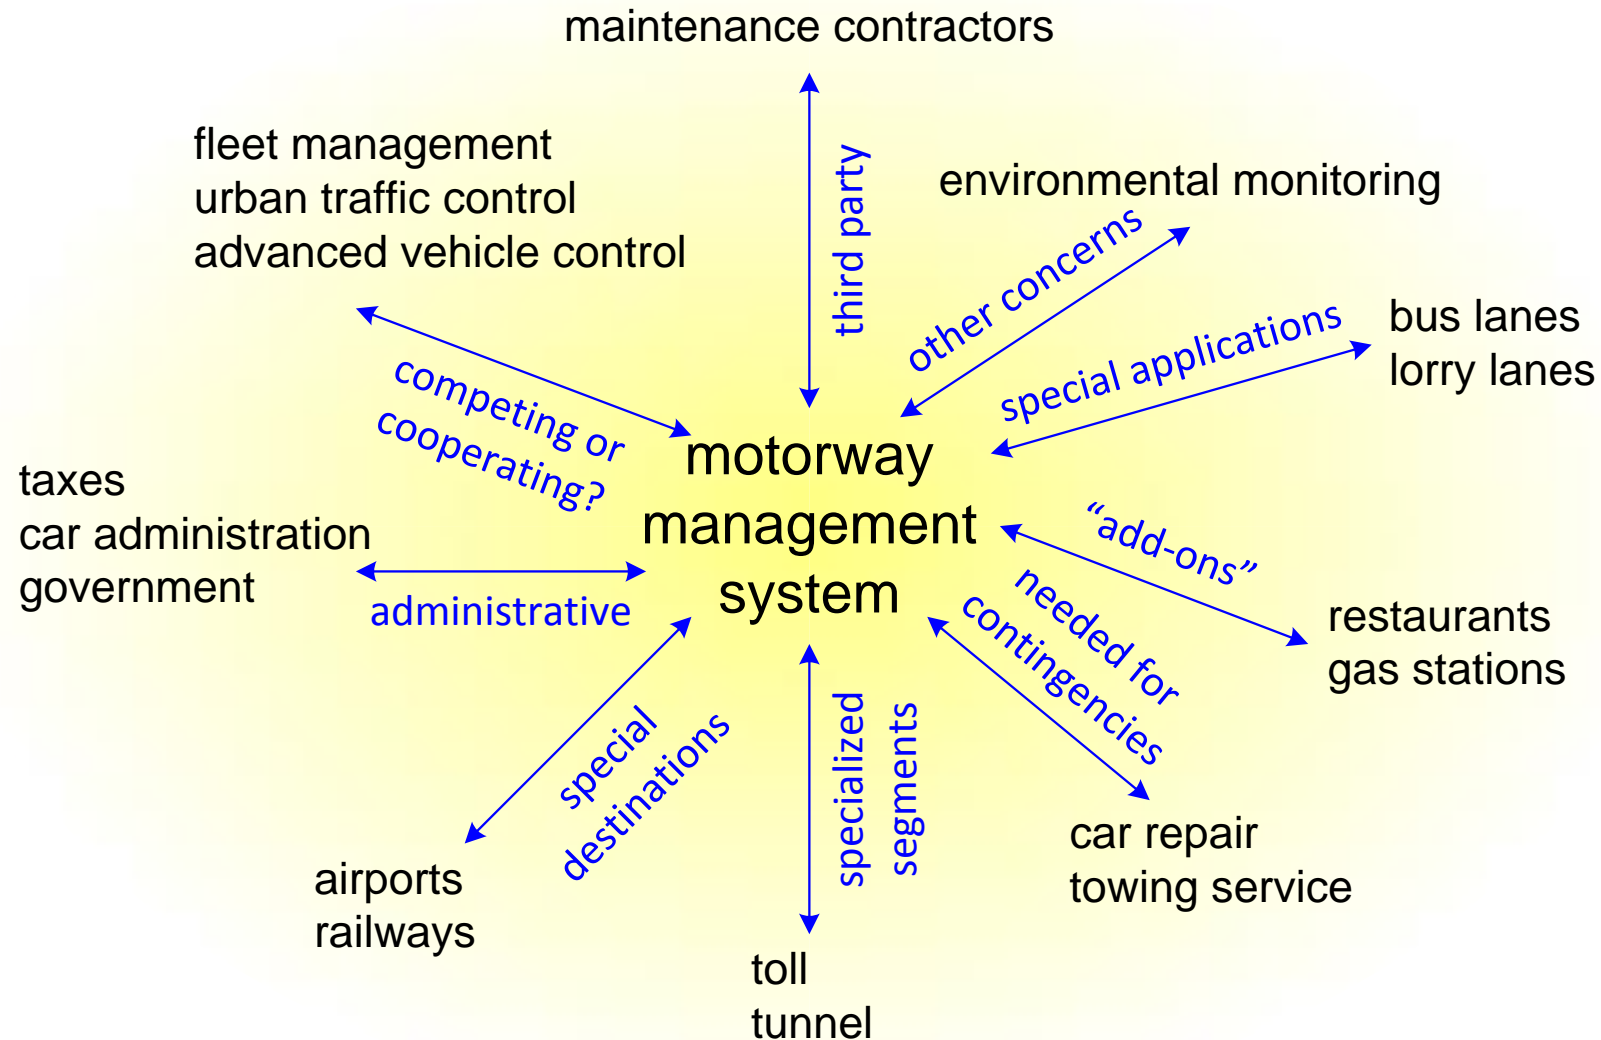 maintenance contractors
fleet management
urban traffic control
advanced vehicle control
third party
environmental monitoring
other concerns
special applications
bus lanes
lorry lanes
competing or
cooperating?
motorway
management
system
taxes
car administration
government
administrative
“add-ons”
restaurants
gas stations
needed for
contingencies
car repair
towing service
special
destinations
airports
railways
specialized
segments
toll
tunnel